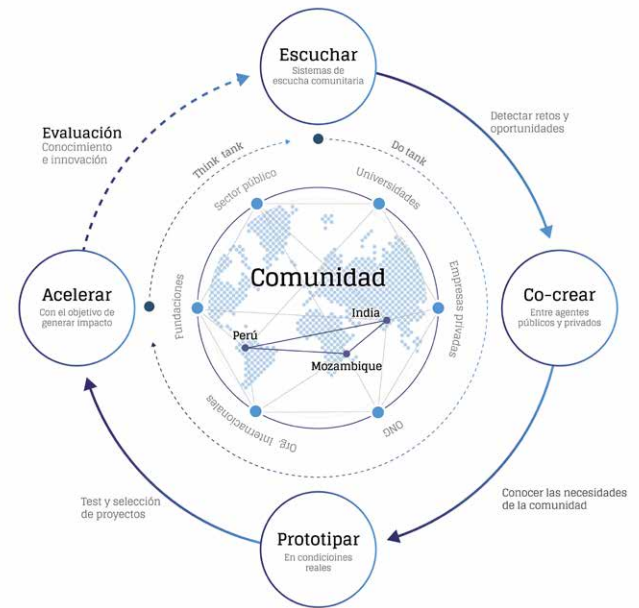 Escuchar
Sistemas de
escucha comunitaria
Evaluación
Conocimiento
e innovación
Detectar retos y
oportunidades
Think tank
Do tank
Sector público
Universidades
Fundaciones
Empresas privadas
Comunidad
India
Perú
Mozambique
Org. Internacionales
ONG
Acelerar
Con el objetivo de
generar impacto
Co-crear
Entre agentes
públicos y privados
Test y selección
de proyectos
Conocer las necesidades
de la comunidad
Prototipar
En condicioines
reales